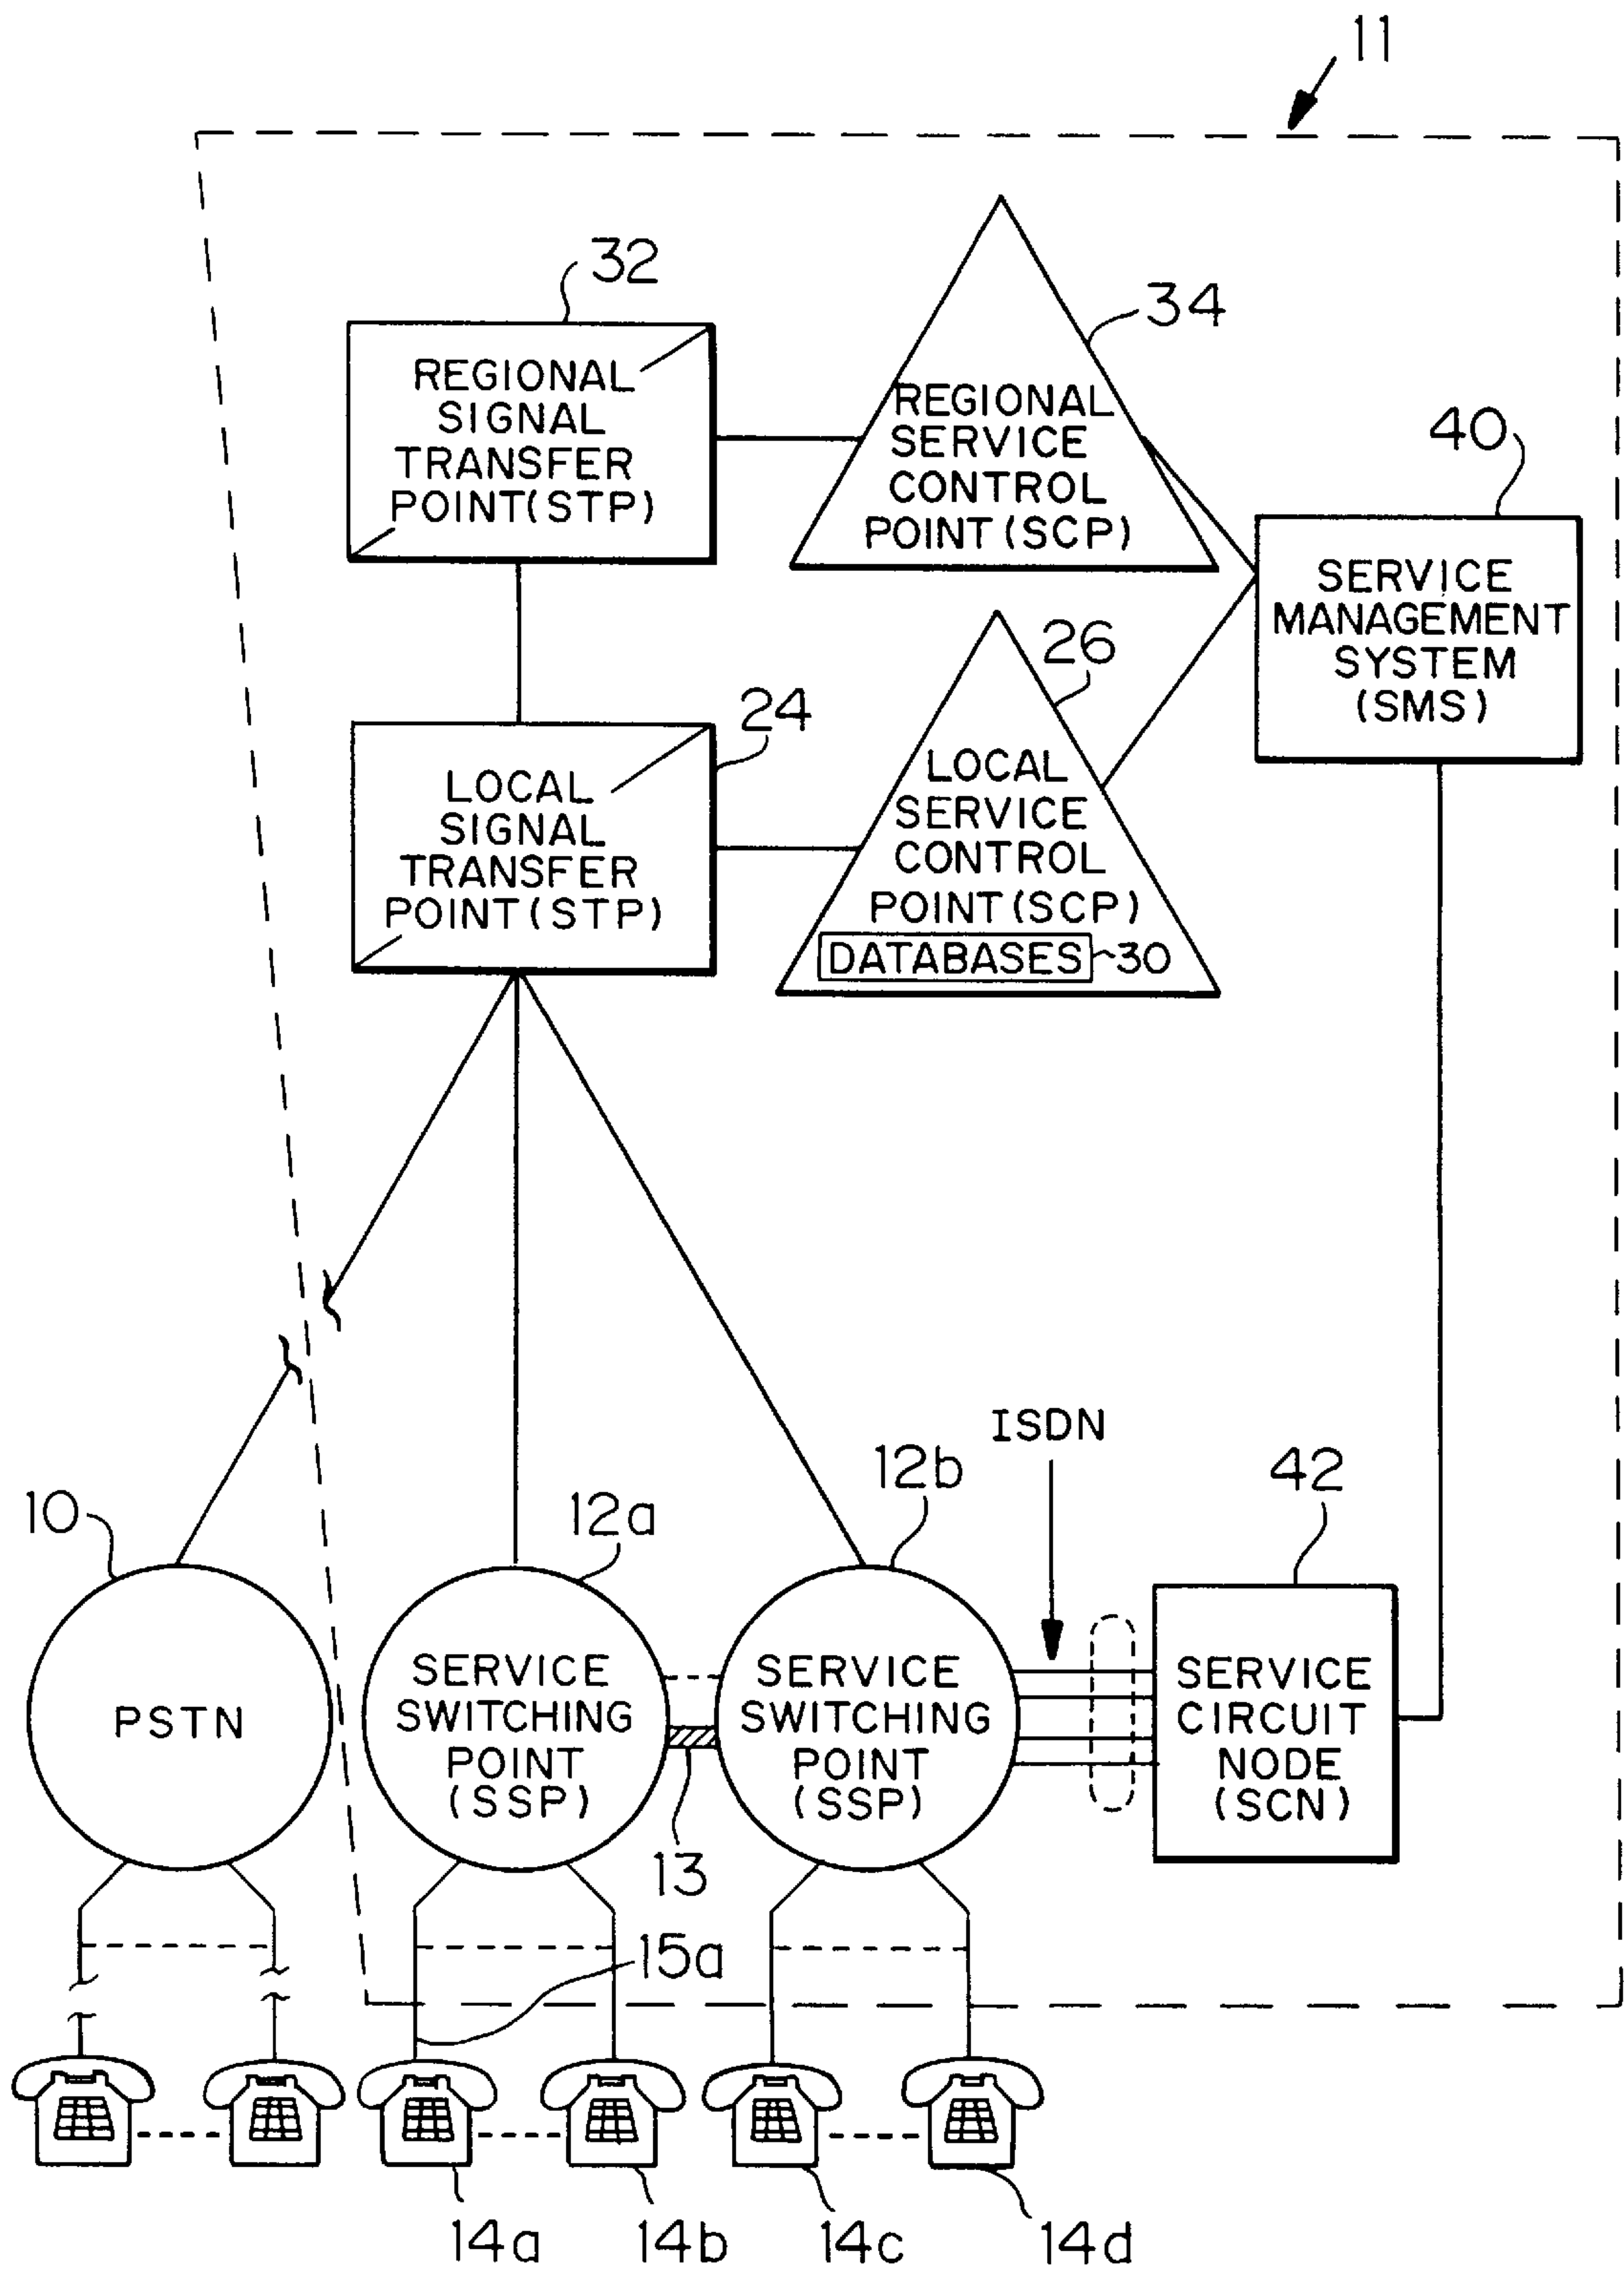 11
32
REGIONAL
SIGNAL
TRANSFER
POINT(STP)
34
REGIONAL
SERVICE
CONTROL
POINT(SCP)
40
SERVICE
MANAGEMENT
SYSTEM
(SMS)
24
LOCAL
SIGNAL
TRANSFER
POINT(STP)
26
LOCAL
SERVICE
CONTROL
POINT(SCP)
DATABASES
30
10
PSTN
12a
SERVICE
SWITCHING
POINT
(SSP)
13
12b
SERVICE
SWITCHING
POINT
(SSP)
ISDN
42
SERVICE
CIRCUIT
NODE
(SCN)
15a
14a
14b
14c
14d